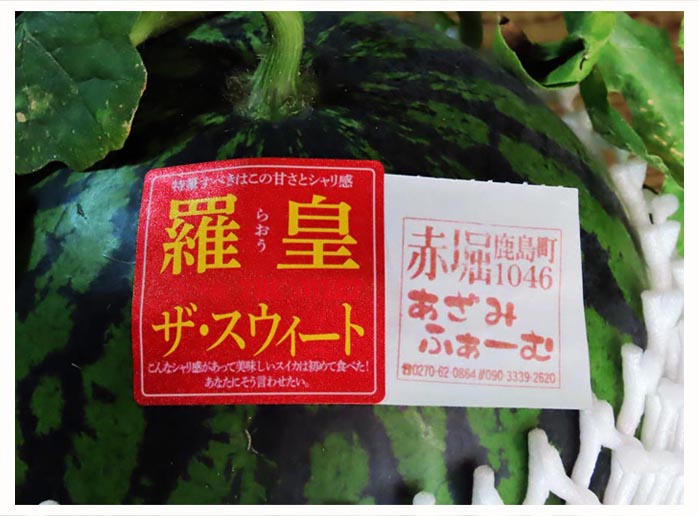 特筆すべきはこの甘さとシャリ感
羅皇
らおう
ザ・スウィート
こんなシャリ感があって美味しいスイカは初めて食べた!
あなたにそう言わせたい。
赤堀鹿島町
1046
あざみ
ふぁーむ
☎0270-62-0864//090-3339-2620